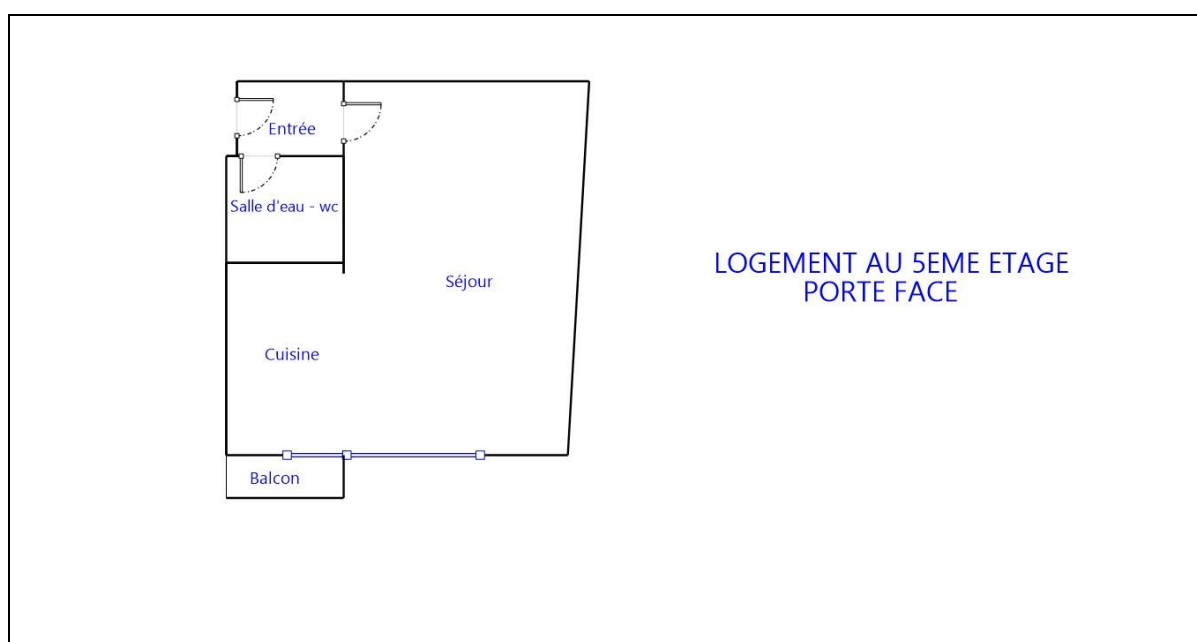 Entrée
Salle d'eau - wc
Séjour
Cuisine
Balcon
LOGEMENT AU 5EME ETAGE
PORTE FACE